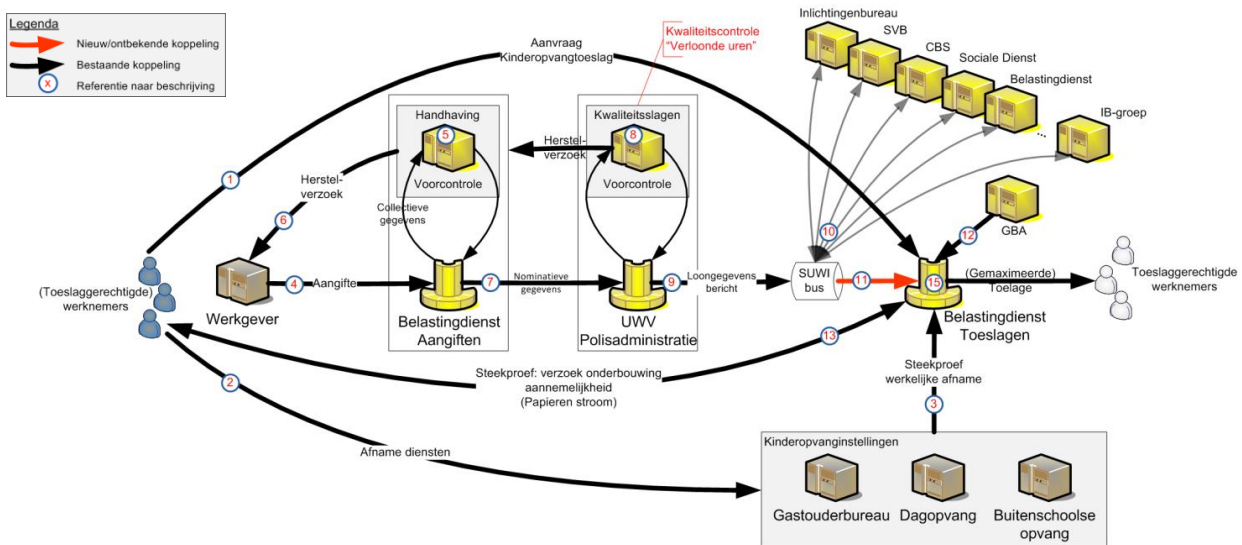 Legenda
Nieuw/ontbekende koppeling
Bestaande koppeling
x
Referentie naar beschrijving
Aanvraag
Kinderopvangtoeslag
Kwaliteitscontrole
"Verloonde uren"
Inlichtingenbureau
SVB
CBS
Sociale Dienst
Belastingdienst
...
IB-groep
Handhaving
5
Voorcontrole
Herstel-
verzoek
Kwaliteitsslagen
8
Voorcontrole
1
Herstel-
verzoek
6
Collectieve
gegevens
10
12
GBA
(Toeslaggerechtigde)
werknemers
4
Aangifte
Werkgever
7
Nominatieve
gegevens
Belastingdienst
Aangiften
9
Loongegevens
bericht
UWV
Polisadministratie
SUWI
bus
11
15
(Gemaximeerde)
Toelage
Belastingdienst
Toeslagen
Toeslaggerechtigde
werknemers
13
Steekproef: verzoek onderbouwing
aannemelijkheid
(Papieren stroom)
2
Steekproef
werkelijke afname
3
Afname diensten
Kinderopvanginstellingen
Gastouderbureau
Dagopvang
Buitenschoolse
opvang